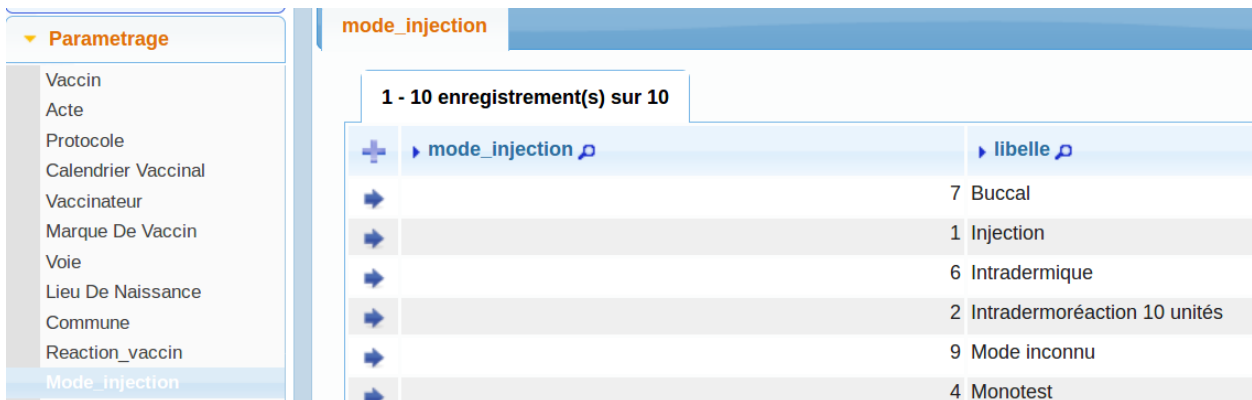 Parametrage
Vaccin
Acte
Protocole
Calendrier Vaccinal
Vaccinateur
Marque De Vaccin
Voie
Lieu De Naissance
Commune
Reaction_vaccin
Mode_injection
mode_injection
1 - 10 enregistrement(s) sur 10
mode_injection libelle
7 Buccal
1 Injection
6 Intradermique
2 Intradermoréaction 10 unités
9 Mode inconnu
4 Monotest